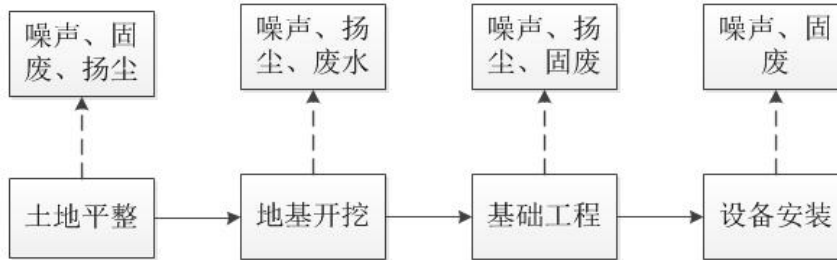 噪声、固
废、扬尘
噪声、扬
尘、废水
噪声、扬
尘、固废
噪声、固
废
土地平整
地基开挖
基础工程
设备安装